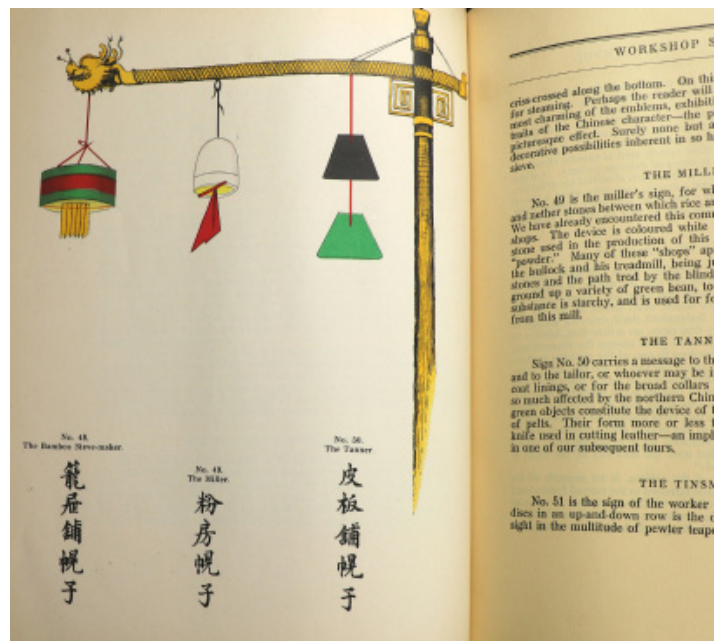 No. 48.
The Bamboo Sieve-maker.
籠屉鋪幌子
No. 49.
The Miller.
粉房幌子
No. 50.
The Tanner
皮板鋪幌子
WORKSHOP S
criss-crossed along the bottom. On thi
for steaming. Perhaps the reader will
most charming of the emblems, exhibiti
traits of the Chinese character—the p
picturesque effect. Surely none but a
decorative possibilities inherent in so h
sieve.
THE MILL
No. 49 is the miller's sign, for wh
and nether stones between which rice an
We have already encountered this comm
shops. The device is coloured white
stone used in the production of this
"powder." Many of these "shops" ap
the bullock and his treadmill, being ju
stones and the path trod by the blind
ground up a variety of green bean, to
substance is starchy, and is used for fo
from this mill.
THE TANN
Sign No. 50 carries a message to th
and to the tailor, or whoever may be i
coat linings, or for the broad collars
so much affected by the northern Chin
green objects constitute the device of t
of pelts. Their form more or less
knife used in cutting leather—an impl
in one of our subsequent tours.
THE TINSM
No. 51 is the sign of the worker
dises in an up-and-down row is the
sight in the multitude of pewter teap